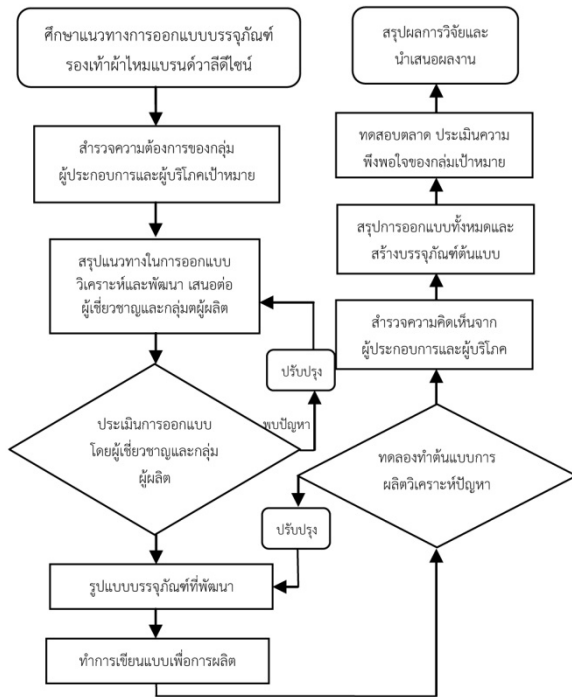 ศึกษาแนวทางการออกแบบบรรจุภัณฑ์
รองเท้าผ้าไหมแบรนด์วาลีดีไซน์
สำรวจความต้องการของกลุ่ม
ผู้ประกอบการและผู้บริโภคเป้าหมาย
สรุปแนวทางในการออกแบบ
วิเคราะห์และพัฒนา เสนอต่อ
ผู้เชี่ยวชาญและกลุ่มตผู้ผลิต
ปรับปรุง
พบปัญหา
ประเมินการออกแบบ
โดยผู้เชี่ยวชาญและกลุ่ม
ผู้ผลิต
รูปแบบบรรจุภัณฑ์ที่พัฒนา
ทำการเขียนแบบเพื่อการผลิต
ปรับปรุง
ทดลองทำต้นแบบการ
ผลิตวิเคราะห์ปัญหา
สำรวจความคิดเห็นจาก
ผู้ประกอบการและผู้บริโภค
สรุปการออกแบบทั้งหมดและ
สร้างบรรจุภัณฑ์ต้นแบบ
ทดสอบตลาด ประเมินความ
พึงพอใจของกลุ่มเป้าหมาย
สรุปผลการวิจัยและ
นำเสนอผลงาน